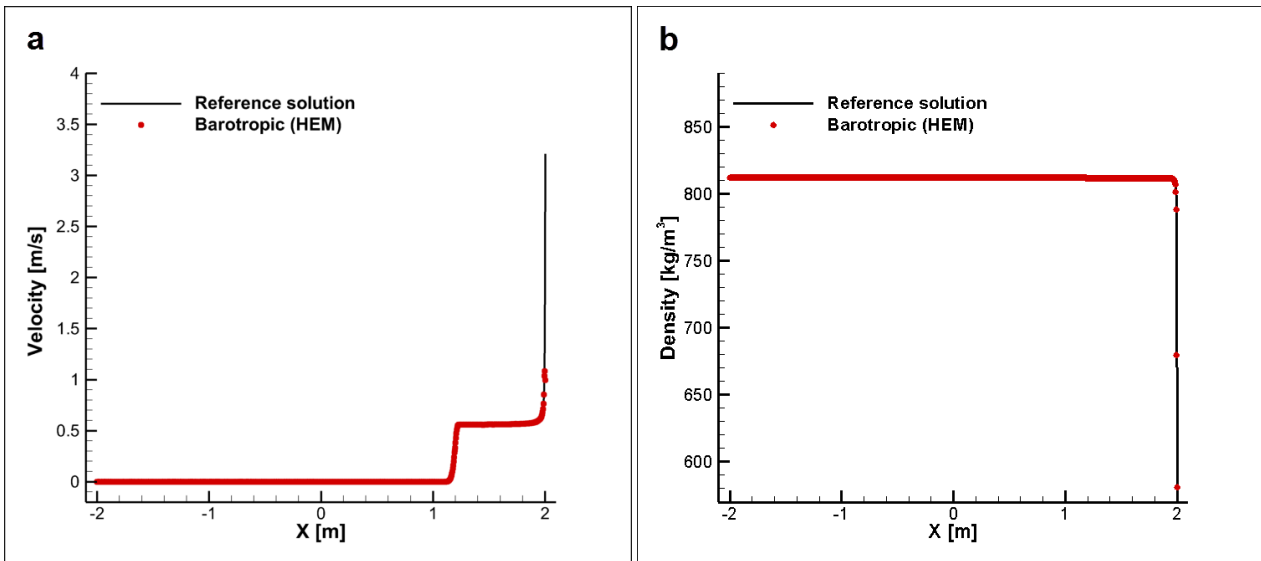 a
4
3.5
3
2.5
2
1.5
1
0.5
0
Velocity [m/s]
Reference solution
Barotropic (HEM)
-2
-1
0
1
2
X [m]
b
850
800
750
700
650
600
Density [kg/m³]
Reference solution
Barotropic (HEM)
-2
-1
0
1
2
X [m]